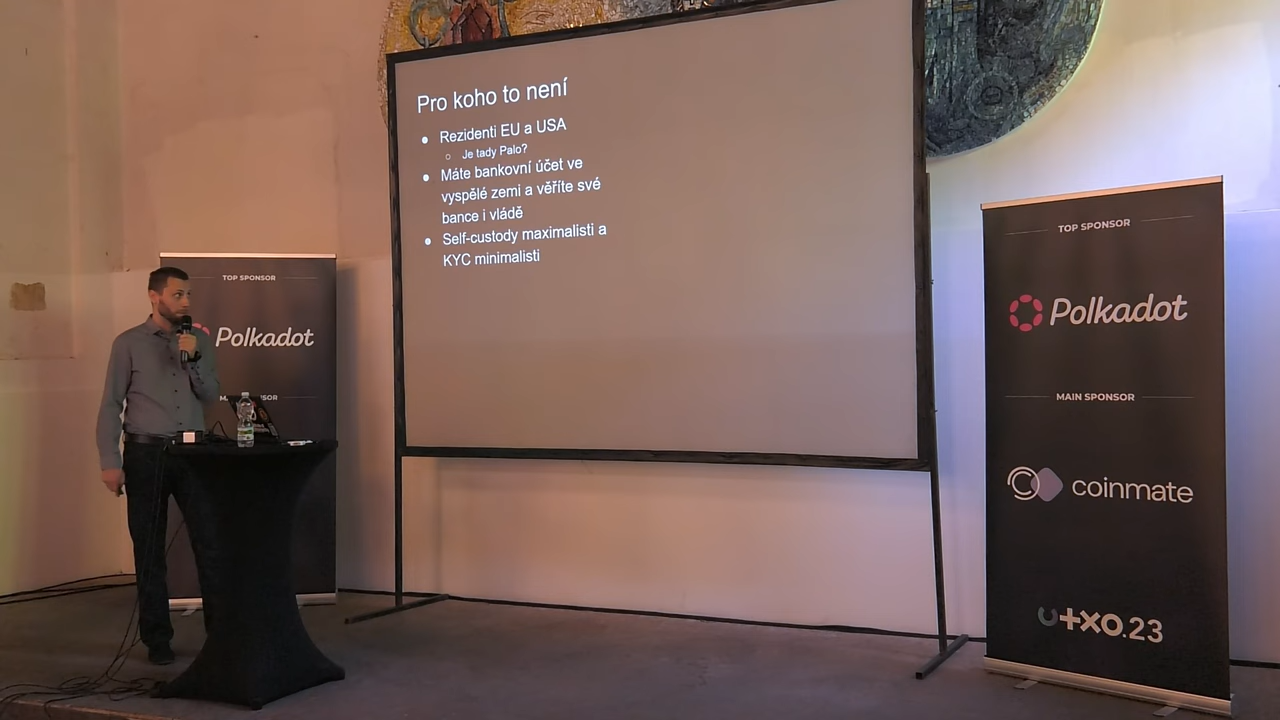 Pro koho to není
● Rezidenti EU a USA
○ Je tady Palo?
● Máte bankovní účet ve
vyspělé zemi a věříte své
bance i vládě
● Self-custody maximalisti a
KYC minimalisti
TOP SPONSOR
Polkadot
TOP SPONSOR
Polkadot
MAIN SPONSOR
coinmate
utxo.23